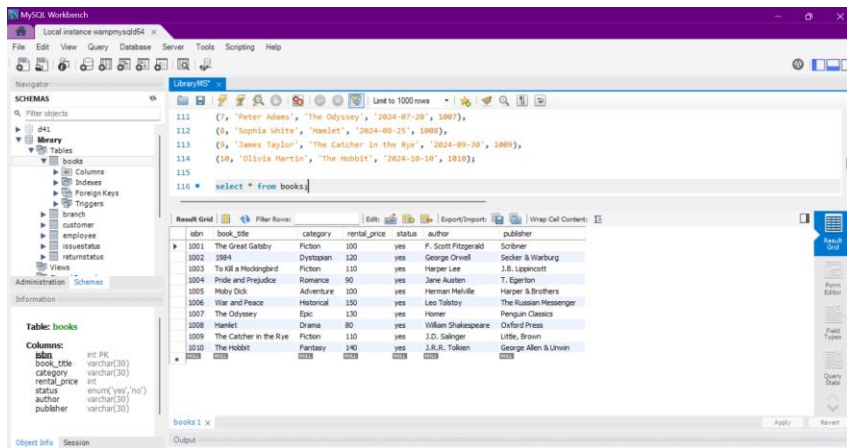 MySQL Workbench
Local instance wampmysqld64
File Edit View Query Database Server Tools Scripting Help
Navigator
SCHEMAS
Filter objects
d41
library
Tables
books
Columns
Indexes
Foreign Keys
Triggers
branch
customer
employee
issuestatus
returnstatus
Views
Administration Schemas
Information
Table: books
Columns:
isbn int PK
book_title varchar(30)
category varchar(30)
rental_price int
status enum('yes','no')
author varchar(30)
publisher varchar(30)
Object Info Session
LibraryMS*
Limit to 1000 rows
111 (7, 'Peter Adams', 'The Odyssey', '2024-07-20', 1007),
112 (8, 'Sophia White', 'Hamlet', '2024-08-25', 1008),
113 (9, 'James Taylor', 'The Catcher in the Rye', '2024-09-30', 1009),
114 (10, 'Olivia Martin', 'The Hobbit', '2024-10-10', 1010);
115
116 select * from books;
Result Grid Filter Rows: Edit: Export/Import: Wrap Cell Content:
isbn book_title category rental_price status author publisher
1001 The Great Gatsby Fiction 100 yes F. Scott Fitzgerald Scribner
1002 1984 Dystopian 120 yes George Orwell Secker & Warburg
1003 To Kill a Mockingbird Fiction 110 yes Harper Lee J.B. Lippincott
1004 Pride and Prejudice Romance 90 yes Jane Austen T. Egerton
1005 Moby Dick Adventure 100 yes Herman Melville Harper & Brothers
1006 War and Peace Historical 150 yes Leo Tolstoy The Russian Messenger
1007 The Odyssey Epic 130 yes Homer Penguin Classics
1008 Hamlet Drama 80 yes William Shakespeare Oxford Press
1009 The Catcher in the Rye Fiction 110 yes J.D. Salinger Little, Brown
1010 The Hobbit Fantasy 140 yes J.R.R. Tolkien George Allen & Unwin
NULL NULL NULL NULL NULL NULL NULL
Result Grid
Form Editor
Field Types
Query Stats
books 1
Apply Revert
Output